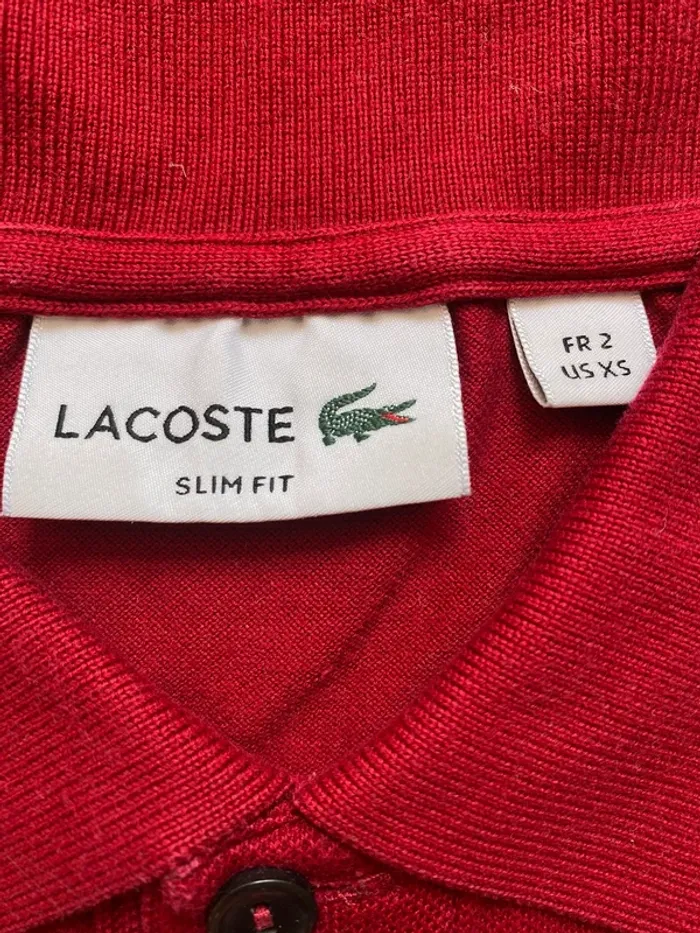 LACOSTE
SLIM FIT
FR 2
US XS